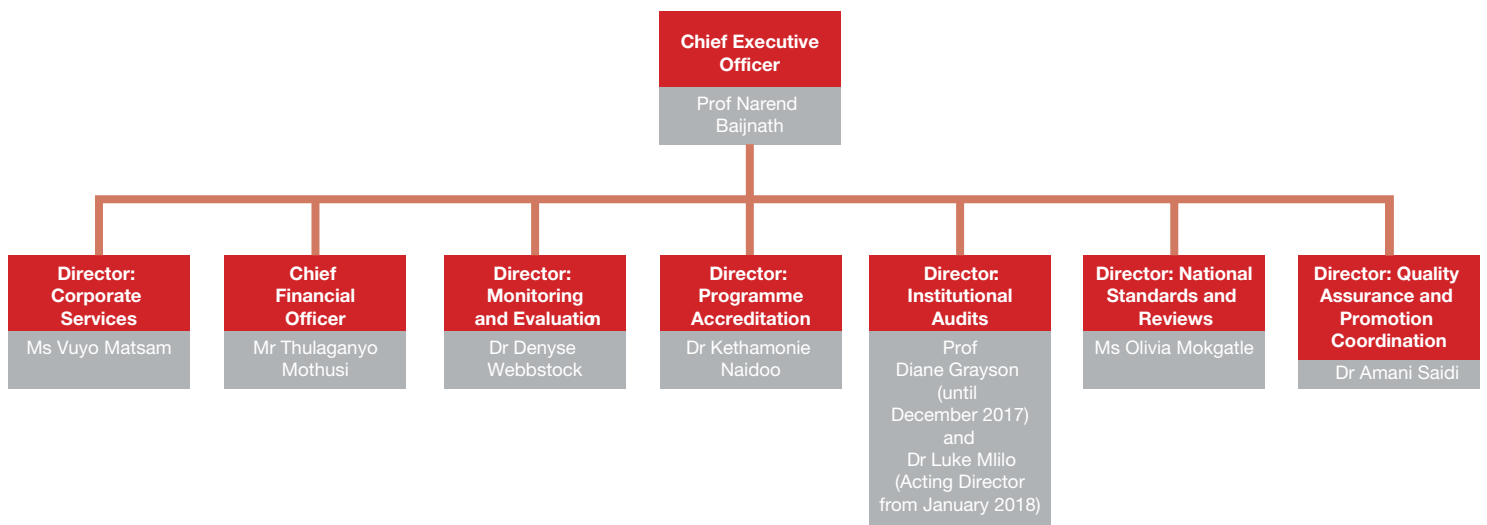 Chief Executive
Officer
Prof Narend
Baijnath
Director:
Corporate
Services
Ms Vuyo Matsam
Chief
Financial
Officer
Mr Thulaganyo
Mothusi
Director:
Monitoring
and Evaluation
Dr Denyse
Webbstock
Director:
Programme
Accreditation
Dr Kethamonie
Naidoo
Director:
Institutional
Audits
Prof
Diane Grayson
(until
December 2017)
and
Dr Luke Mlilo
(Acting Director
from January 2018)
Director: National
Standards and
Reviews
Ms Olivia Mokgatle
Director: Quality
Assurance and
Promotion
Coordination
Dr Amani Saidi